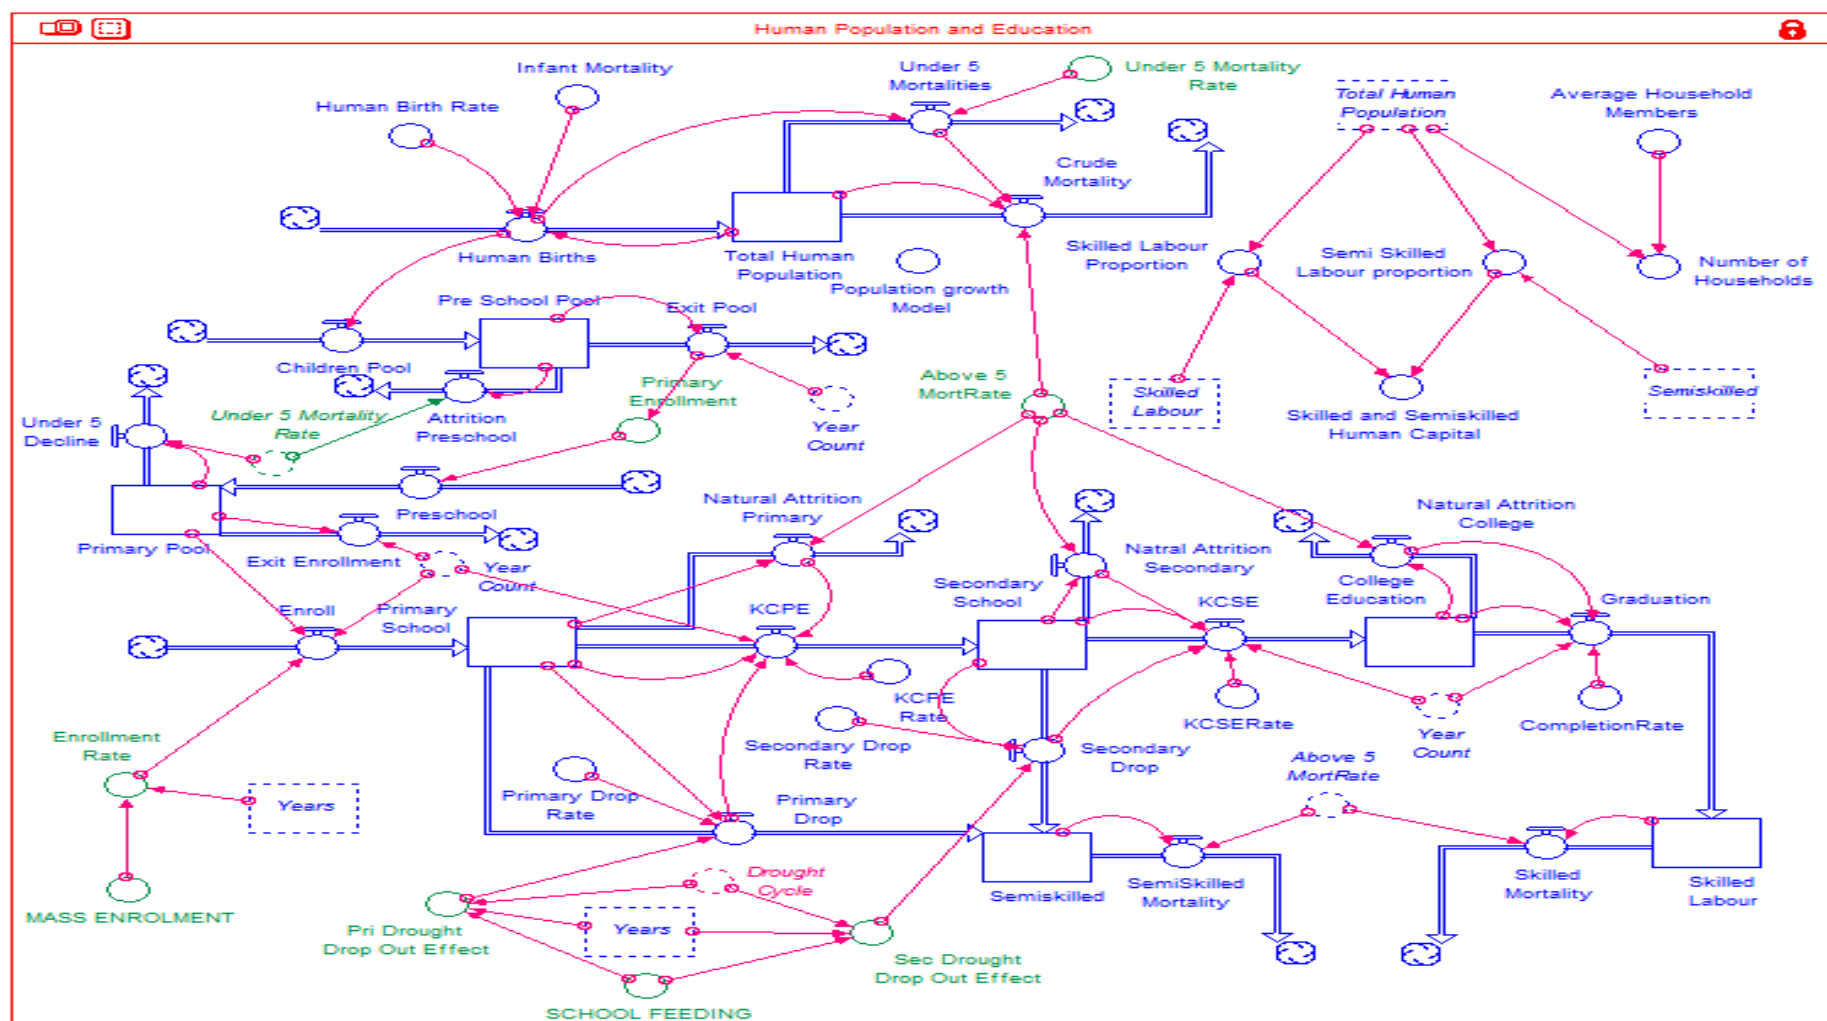 Human Population and Education
Infant Mortality
Under 5
Mortalities
Under 5 Mortality
Rate
Human Birth Rate
Total Human
Population
Average Household
Members
Crude
Mortality
Human Births
Total Human
Population
Population growth
Model
Skilled Labour
Proportion
Semi Skilled
Labour proportion
Number of
Households
Pre School Pool
Exit Pool
Children Pool
Primary
Enrollment
Above 5
MortRate
Skilled
Labour
Skilled and Semiskilled
Human Capital
Semiskilled
Under 5
Decline
Under 5 Mortality
Rate
Attrition
Preschool
Year
Count
Natural Attrition
Primary
Natural Attrition
College
Preschool
Primary Pool
Exit Enrollment
Year
Count
Natral Attrition
Secondary
Secondary
School
College
Education
Enroll
Primary
School
KCPE
KCSE
Graduation
KCPE
Rate
KCSERate
Year
Count
CompletionRate
Enrollment
Rate
Secondary Drop
Rate
Secondary
Drop
Above 5
MortRate
Years
Primary Drop
Rate
Primary
Drop
Drought
Cycle
MASS ENROLMENT
Semiskilled
SemiSkilled
Mortality
Skilled
Mortality
Skilled
Labour
Pri Drought
Drop Out Effect
Years
Sec Drought
Drop Out Effect
SCHOOL FEEDING